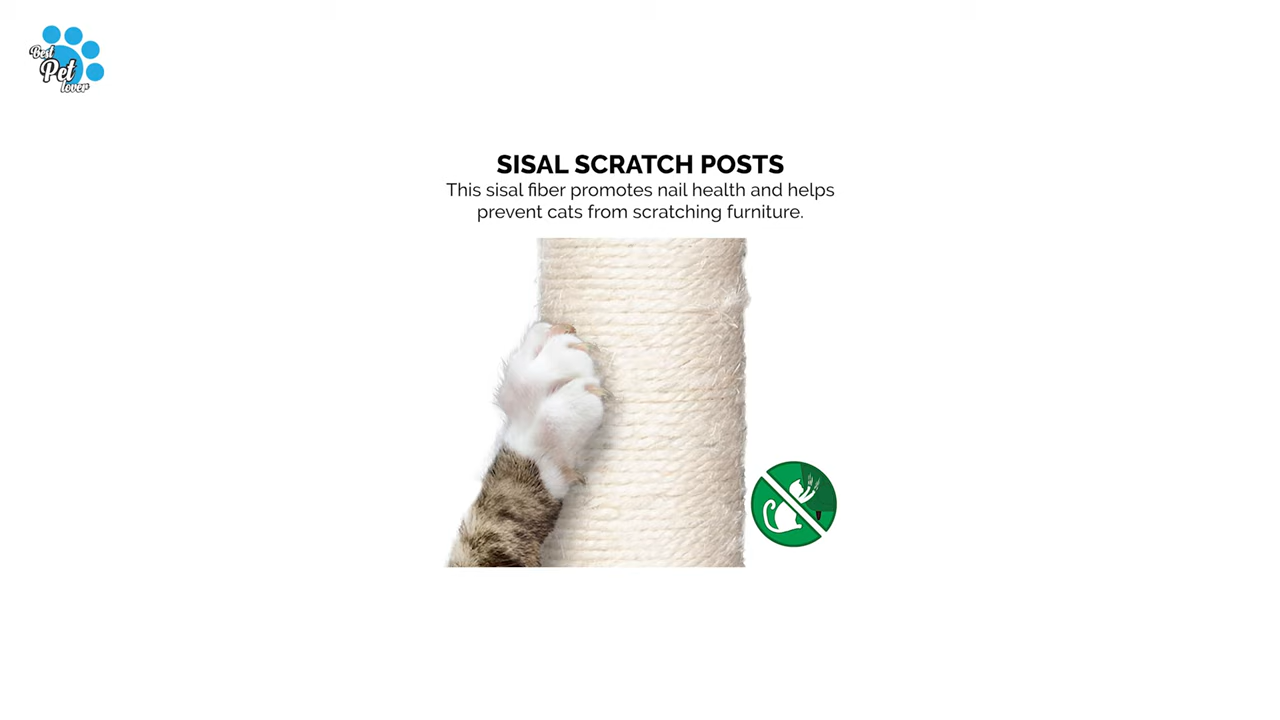 Best
Pet
lover
SISAL SCRATCH POSTS
This sisal fiber promotes nail health and helps
prevent cats from scratching furniture.